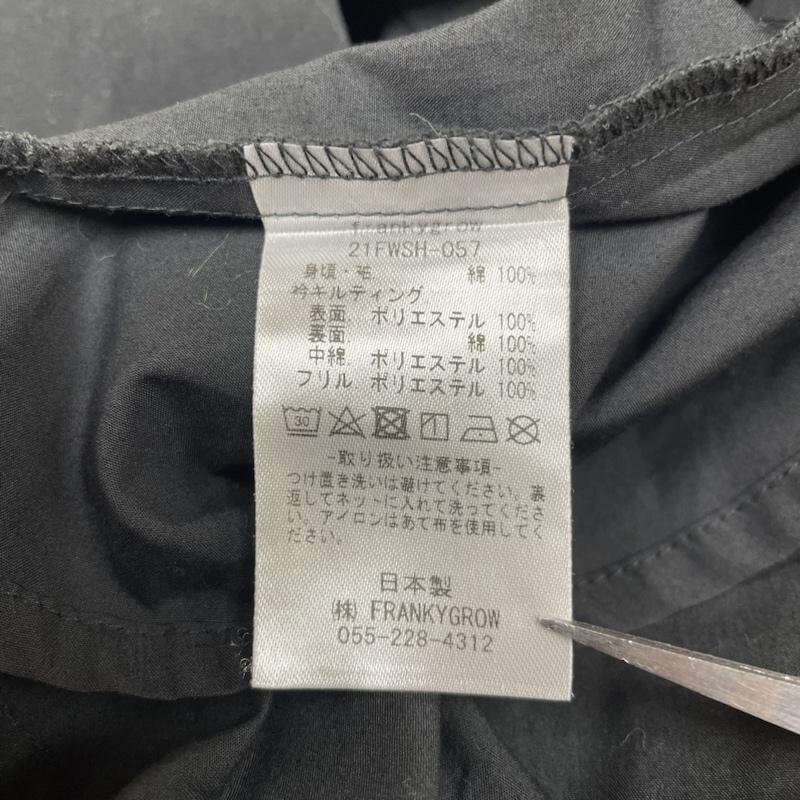 frankygrow
21FWSH-057
身頃・袖 綿 100%
衿キルティング
表面 ポリエステル 100%
裏面 綿 100%
中綿 ポリエステル 100%
フリル ポリエステル 100%
30
-取り扱い注意事項-
つけ置き洗いは避けてください。裏
返してネットに入れて洗ってくださ
い。アイロンはあて布を使用してく
ださい。
日本製
(株) FRANKYGROW
055-228-4312